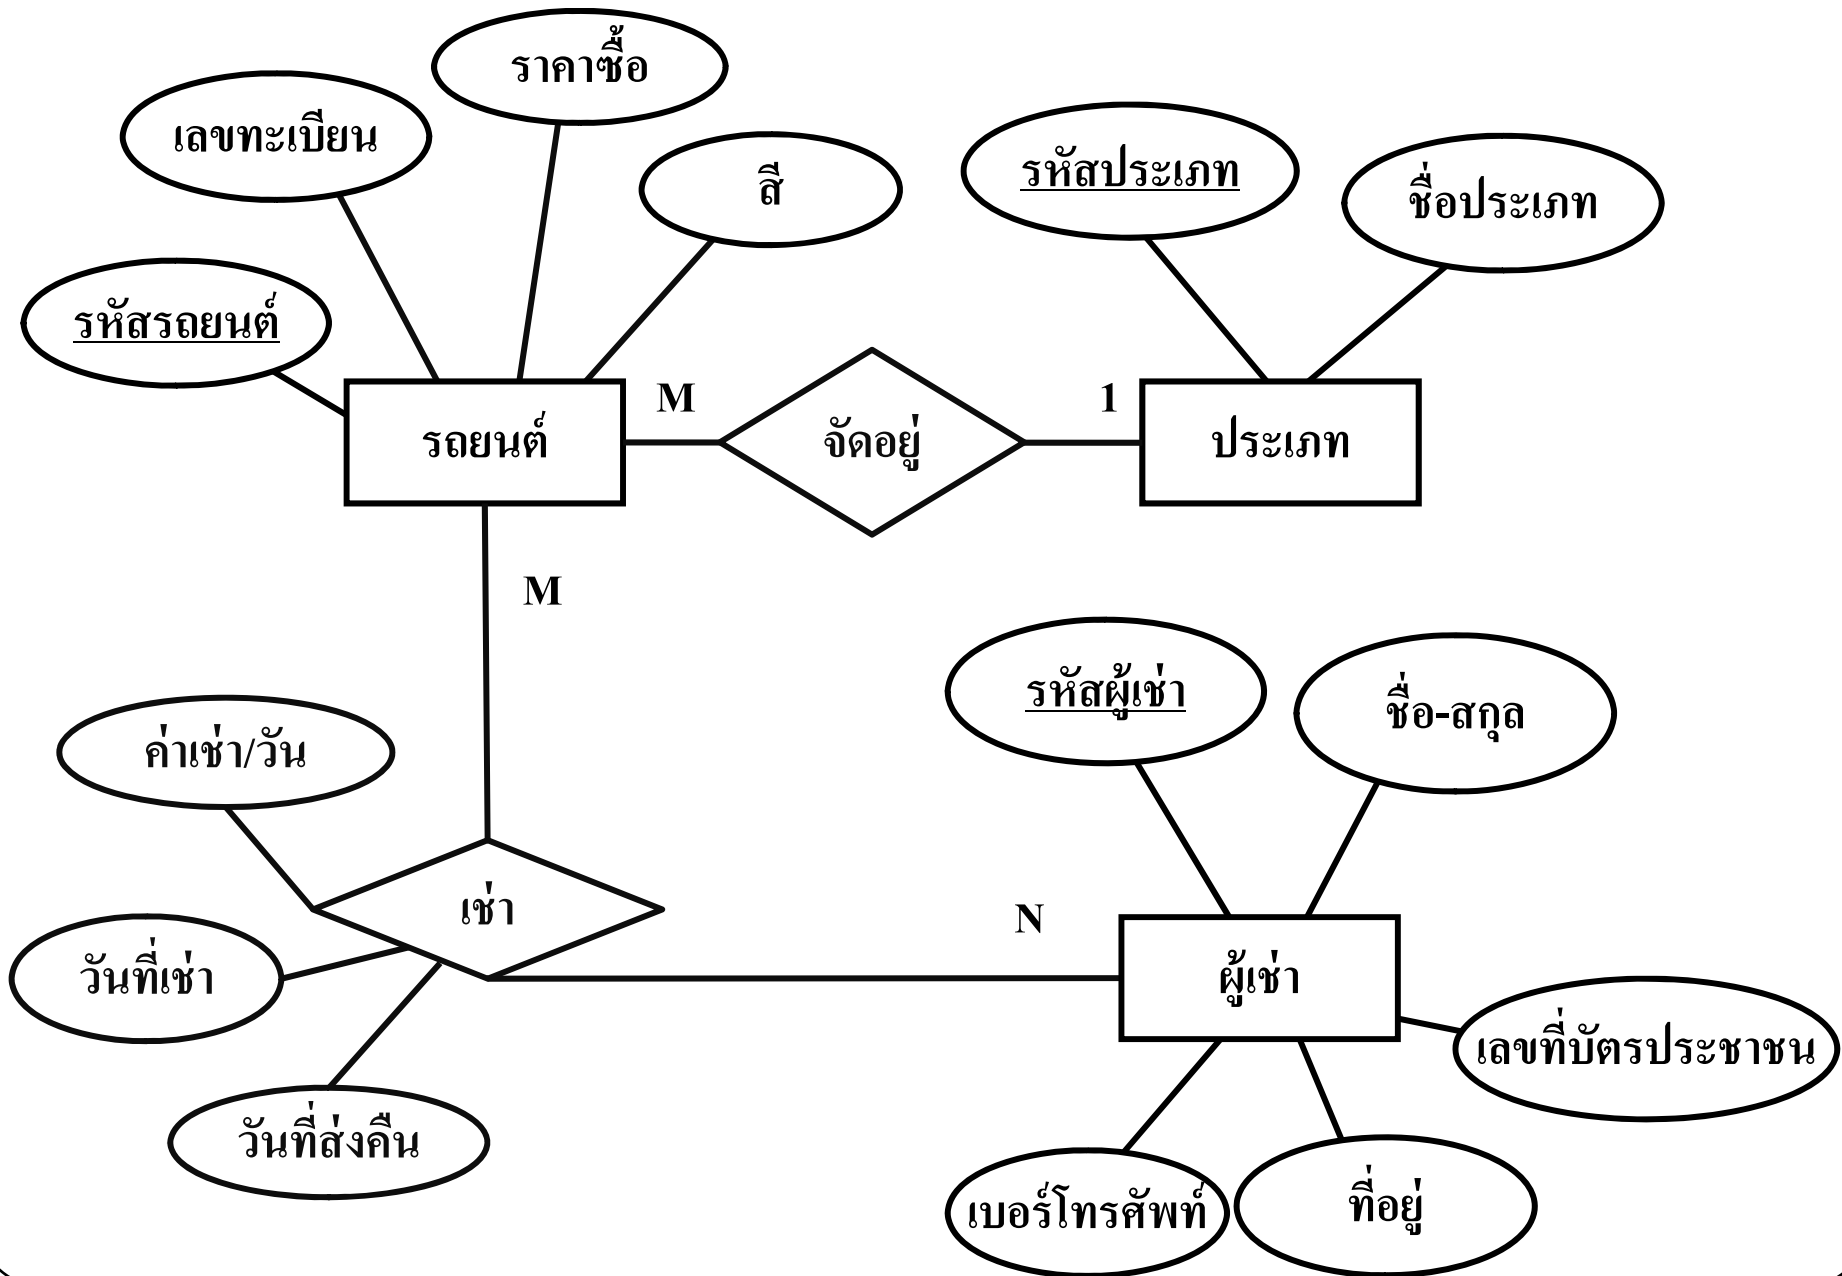 ราคาซื้อ
เลขทะเบียน
สี
รหัสประเภท
ชื่อประเภท
รหัสรถยนต์
รถยนต์
M
จัดอยู่
1
ประเภท
M
รหัสผู้เช่า
ชื่อ-สกุล
ค่าเช่า/วัน
เช่า
N
วันที่เช่า
ผู้เช่า
เลขที่บัตรประชาชน
วันที่ส่งคืน
เบอร์โทรศัพท์
ที่อยู่